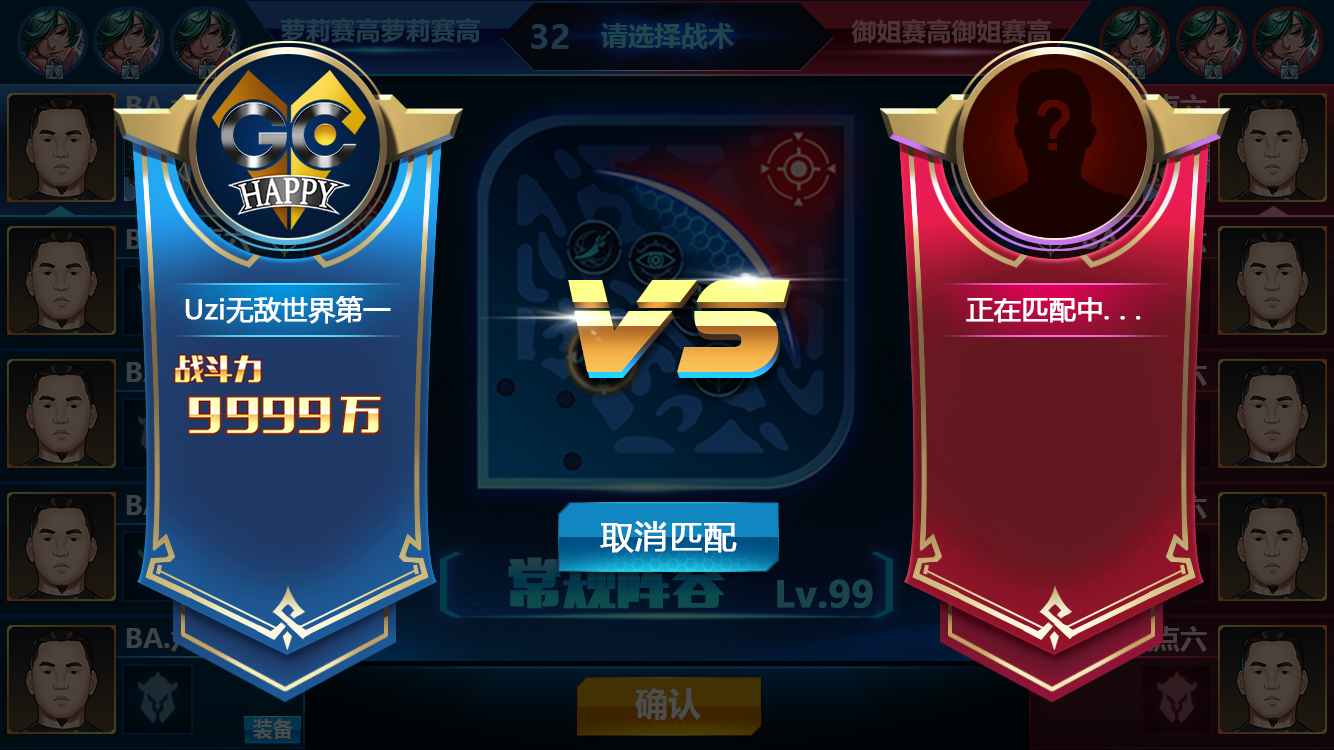 萝莉赛高萝莉赛高
32
请选择战术
御姐赛高御姐赛高
GC
HAPPY
?
VS
Uzi无敌世界第一
战斗力
9999万
正在匹配中...
取消匹配
常规阵容
Lv.99
BA.
点六
装备
确认